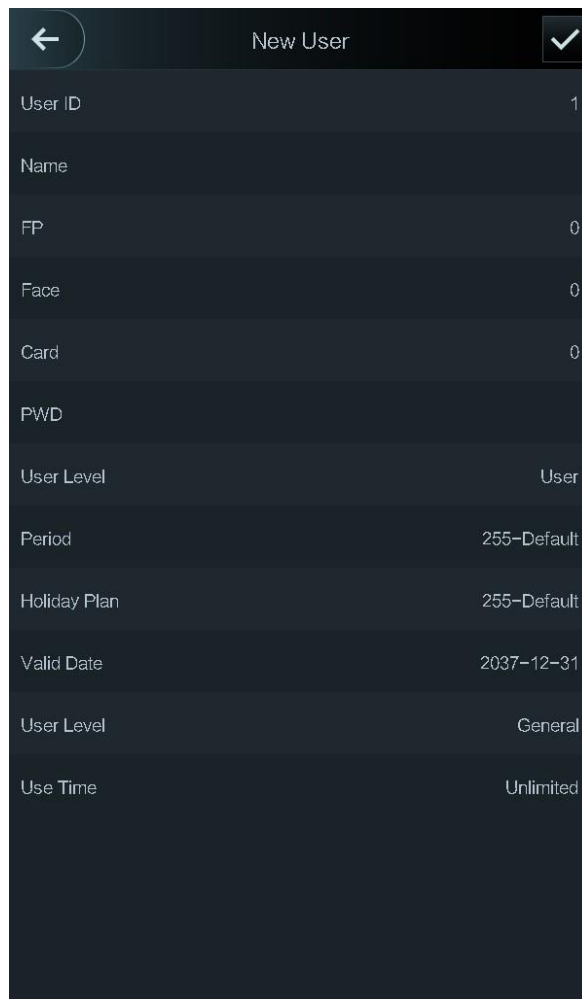 New User
User ID 1
Name
FP 0
Face 0
Card 0
PWD
User Level User
Period 255-Default
Holiday Plan 255-Default
Valid Date 2037-12-31
User Level General
Use Time Unlimited